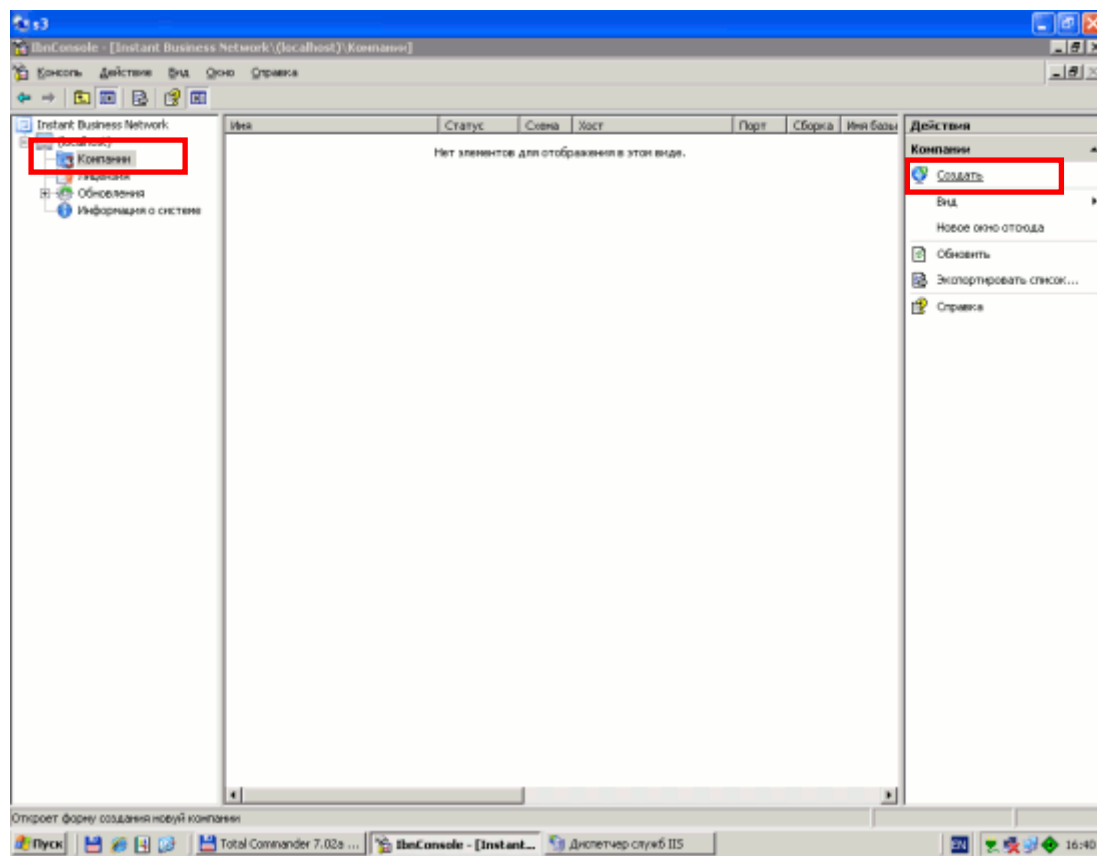 s3
IbnConsole - [Instant Business Network\(localhost)\Компании]
Консоль Действие Вид Окно Справка
Instant Business Network
(localhost)
Компании
Лицензии
Обновления
Информация о системе
Имя Статус Схема Хост Порт Сборка Имя базы
Нет элементов для отображения в этом виде.
Действия
Компании
Создать
Вид
Новое окно отсюда
Обновить
Экспортировать список...
Справка
Откроет форму создания новуй компании
Пуск Total Commander 7.02a ... IbnConsole - [Instant... Диспетчер служб IIS EN 16:40